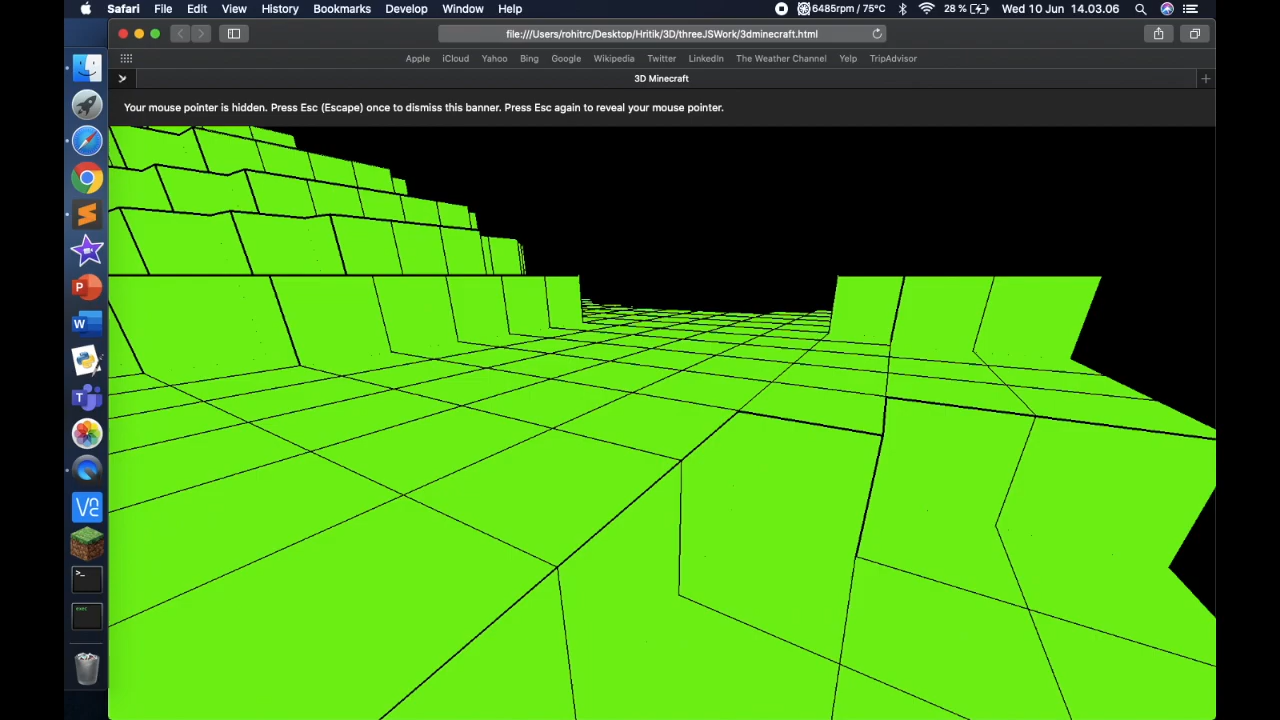 Safari File Edit View History Bookmarks Develop Window Help 6485rpm / 75°C 28 % Wed 10 Jun 14.03.06
file:///Users/rohitrc/Desktop/Hritik/3D/threeJSWork/3dminecraft.html
Apple iCloud Yahoo Bing Google Wikipedia Twitter LinkedIn The Weather Channel Yelp TripAdvisor
3D Minecraft
Your mouse pointer is hidden. Press Esc (Escape) once to dismiss this banner. Press Esc again to reveal your mouse pointer.
P
W
T
V2
>_
exec